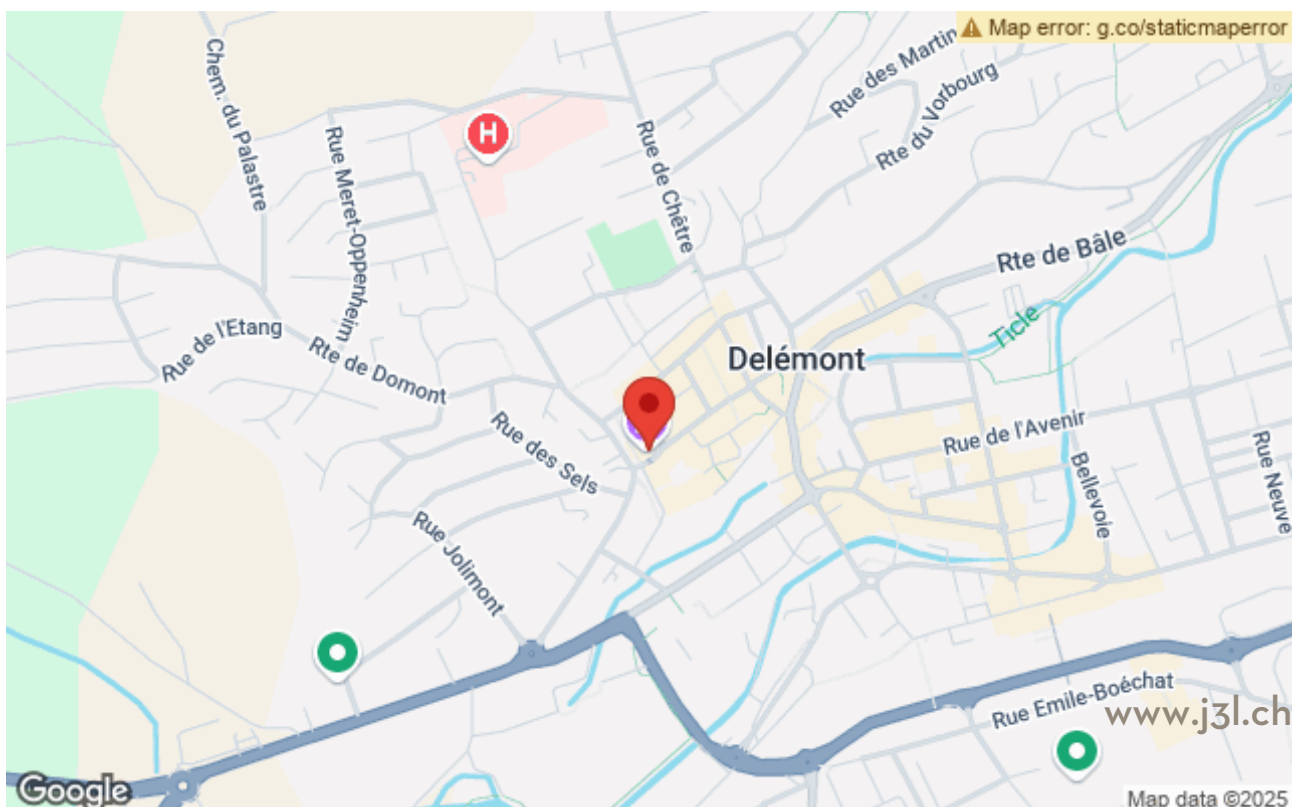 Map error: g.co/staticmaperror
Chem. du Palastre
Rue des Martin
Rte du Vorbourg
H
Rue Meret-Oppenheim
Rue de Chêtre
Rte de Bâle
Rue de l'Etang
Rte de Domont
Delémont
Ticle
Rue des Sels
Rue de l'Avenir
Bellevoie
Rue Neuve
Rue Jolimont
Rue Emile-Boéchat
www.j3l.ch
Google
Map data ©2025